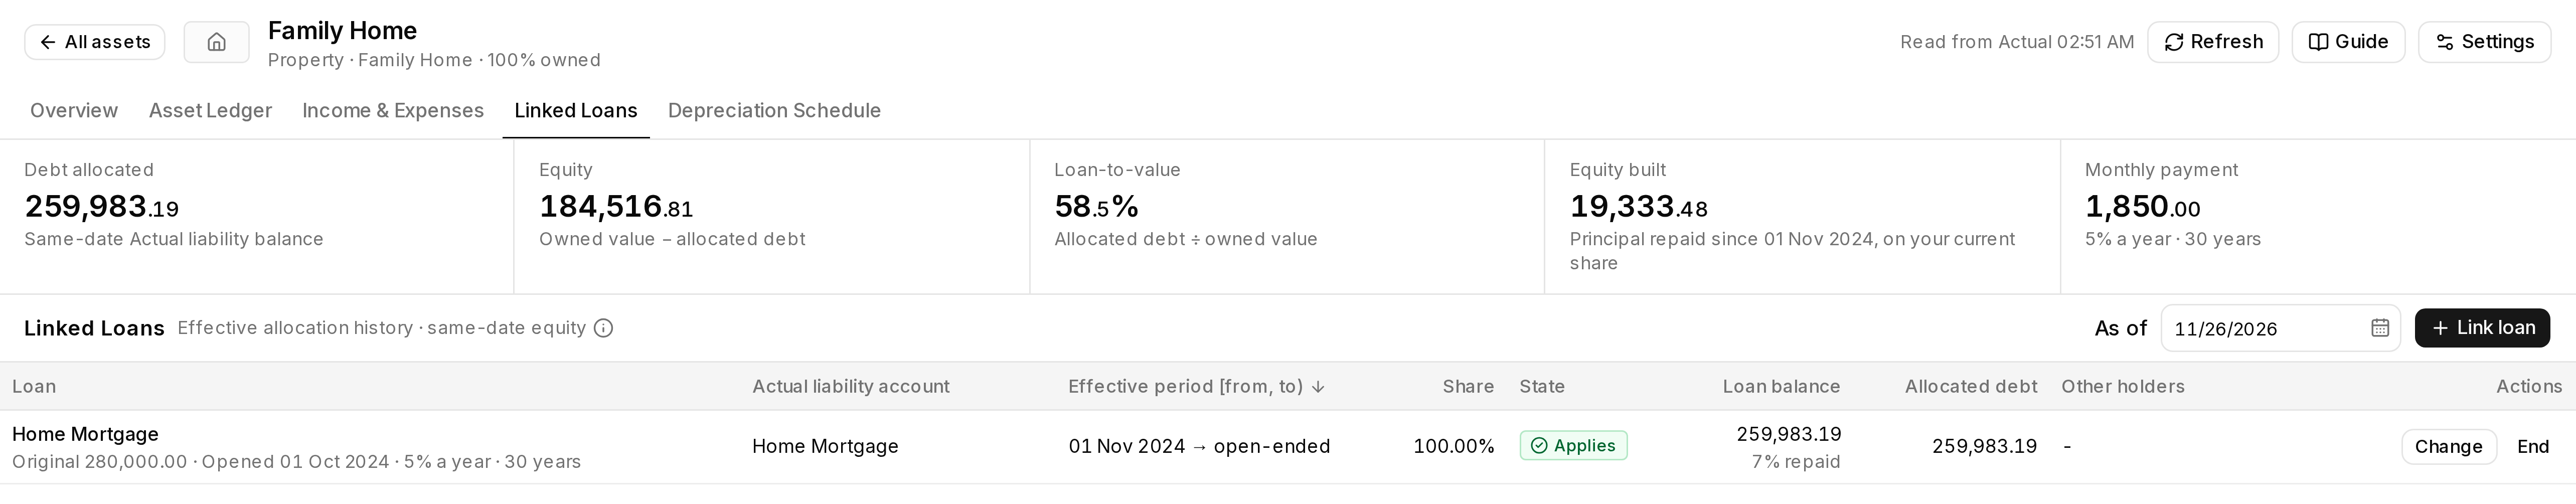 All assets
Family Home
Property · Family Home · 100% owned
Read from Actual 02:51 AM
Refresh
Guide
Settings
Overview
Asset Ledger
Income & Expenses
Linked Loans
Depreciation Schedule
Debt allocated
259,983.19
Same-date Actual liability balance
Equity
184,516.81
Owned value − allocated debt
Loan-to-value
58.5%
Allocated debt ÷ owned value
Equity built
19,333.48
Principal repaid since 01 Nov 2024, on your current
share
Monthly payment
1,850.00
5% a year · 30 years
Linked Loans
Effective allocation history · same-date equity
As of
11/26/2026
Link loan
Loan
Actual liability account
Effective period [from, to) ↓
Share
State
Loan balance
Allocated debt
Other holders
Actions
Home Mortgage
Original 280,000.00 · Opened 01 Oct 2024 · 5% a year · 30 years
Home Mortgage
01 Nov 2024 → open-ended
100.00%
Applies
259,983.19
7% repaid
259,983.19
-
Change
End